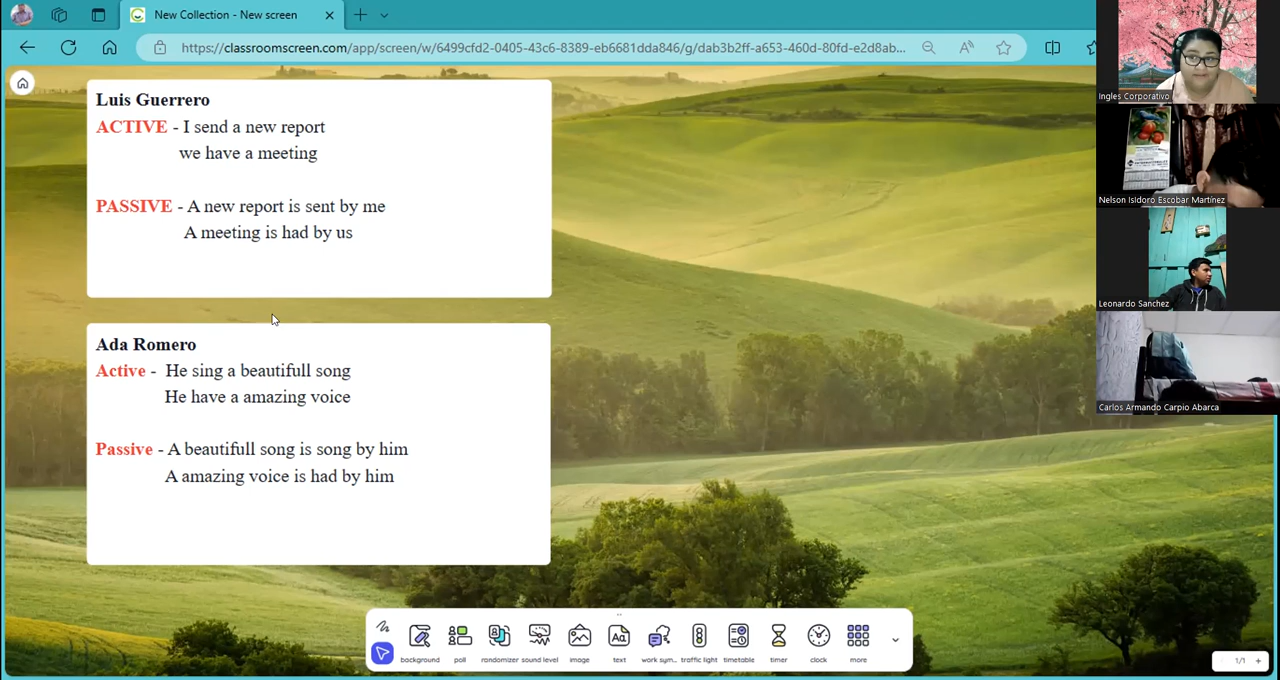 New Collection - New screen
https://classroomscreen.com/app/screen/w/6499cfd2-0405-43c6-8389-eb6681dda846/g/dab3b2ff-a653-460d-80fd-e2d8ab...
Luis Guerrero
ACTIVE - I send a new report
we have a meeting
PASSIVE - A new report is sent by me
A meeting is had by us
Ada Romero
Active - He sing a beautifull song
He have a amazing voice
Passive - A beautifull song is song by him
A amazing voice is had by him
Ingles Corporativo
Nelson Isidoro Escobar Martínez
Leonardo Sanchez
Carlos Armando Carpio Abarca
background poll randomizer sound level image text work sym... traffic light timetable timer clock more
1/1